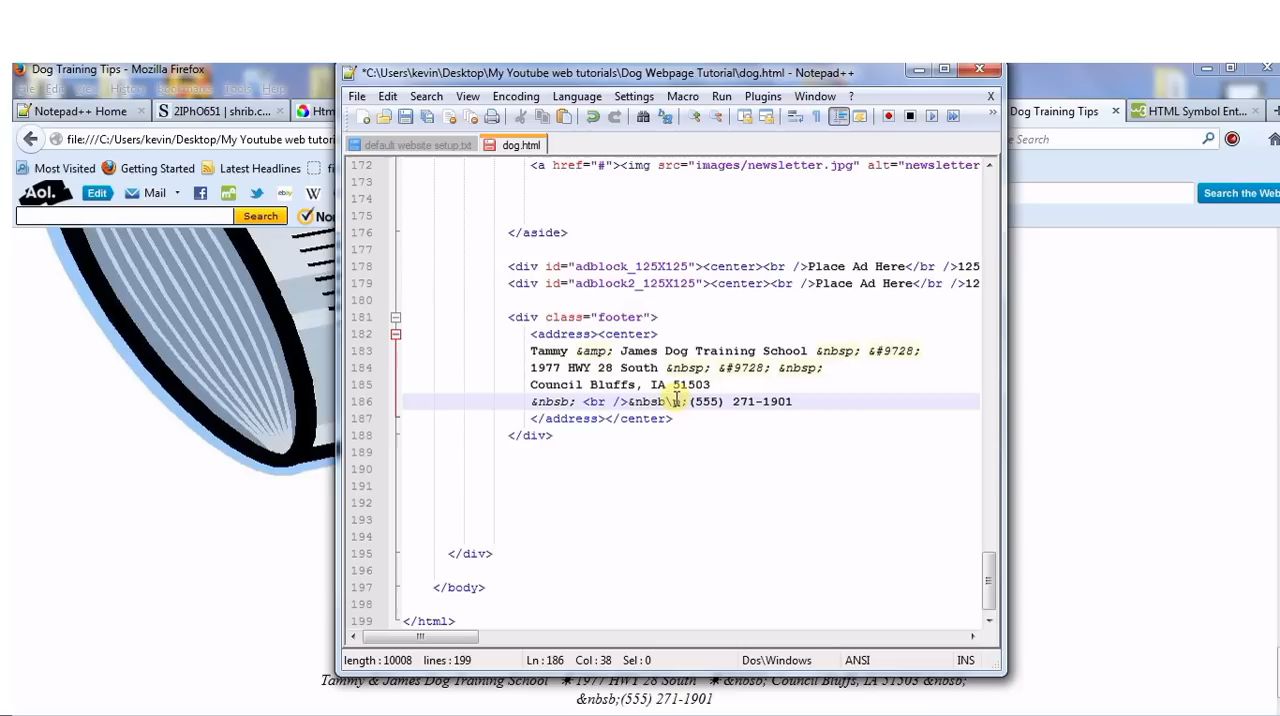 Dog Training Tips - Mozilla Firefox
*C:\Users\kevin\Desktop\My Youtube web tutorials\Dog Webpage Tutorial\dog.html - Notepad++
File Edit View History Bookmarks Tools Help
File Edit Search View Encoding Language Settings Macro Run Plugins Window ? X
Notepad++ Home
2IPhO651 | shrib.c...
Dog Training Tips
HTML Symbol Ent...
file:///C:/Users/kevin/Desktop/My Youtube web tutori
Search
default website setup.txt
dog.html
Most Visited Getting Started Latest Headlines
Aol. Edit Mail
Search
Search the Web
172 <a href="#"><img src="images/newsletter.jpg" alt="newsletter
173
174
175
176 </aside>
177
178 <div id="adblock_125X125"><center><br />Place Ad Here</br />125
179 <div id="adblock2_125X125"><center><br />Place Ad Here</br />12
180
181 <div class="footer">
182 <address><center>
183 Tammy &amp; James Dog Training School &nbsp; &#9728;
184 1977 HWY 28 South &nbsp; &#9728; &nbsp;
185 Council Bluffs, IA 51503
186 &nbsb; <br />&nbsb\p;(555) 271-1901
187 </address></center>
188 </div>
189
190
191
192
193
194
195 </div>
196
197 </body>
198
199 </html>
length : 10008 lines : 199 Ln : 186 Col : 38 Sel : 0 Dos\Windows ANSI INS
Tammy & James Dog Training School ☀1977 HWY 28 South ☀&nbsb; Council Bluffs, IA 51503 &nbsb;
&nbsb;(555) 271-1901